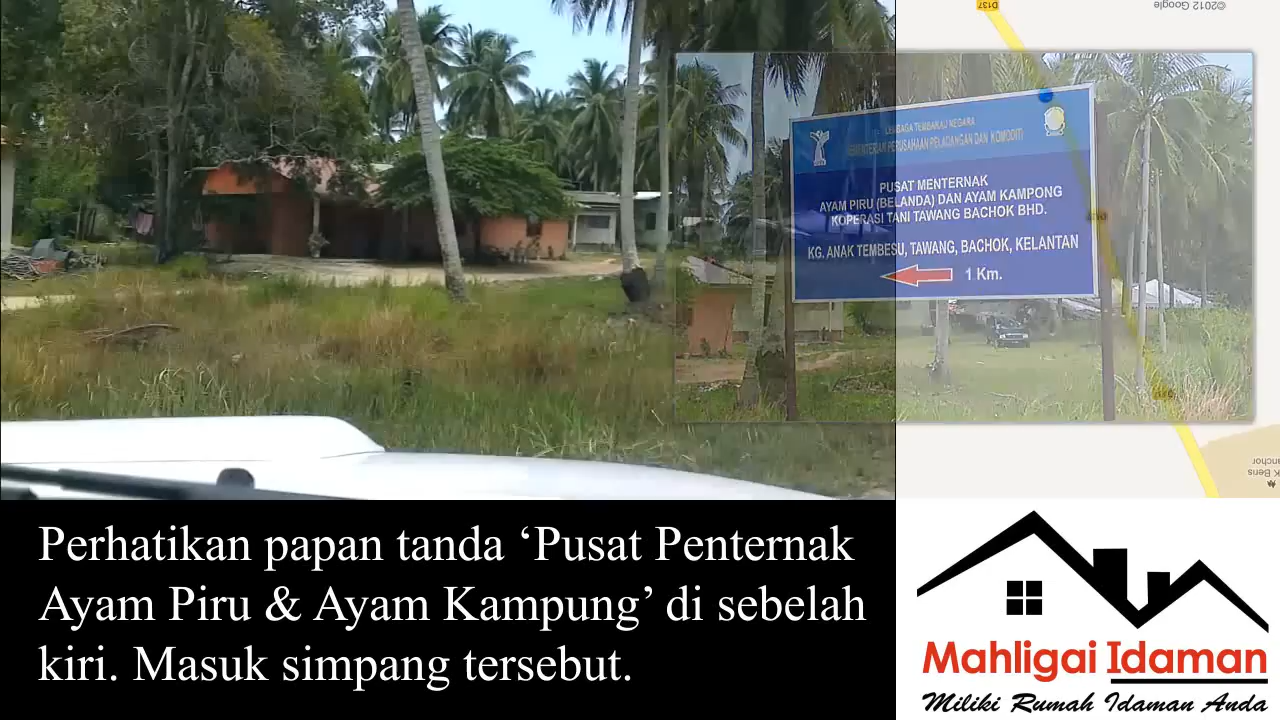 D137
©2012 Google
LEMBAGA TEMBAKAU NEGARA
KEMENTERIAN PERUSAHAAN PELADANGAN DAN KOMODITI
PUSAT MENTERNAK
AYAM PIRU (BELANDA) DAN AYAM KAMPONG
KOPERASI TANI TAWANG BACHOK BHD.
KG. ANAK TEMBESU, TAWANG, BACHOK, KELANTAN
1 Km.
Perhatikan papan tanda ‘Pusat Penternak
Ayam Piru & Ayam Kampung’ di sebelah
kiri. Masuk simpang tersebut.
Mahligai Idaman
Miliki Rumah Idaman Anda